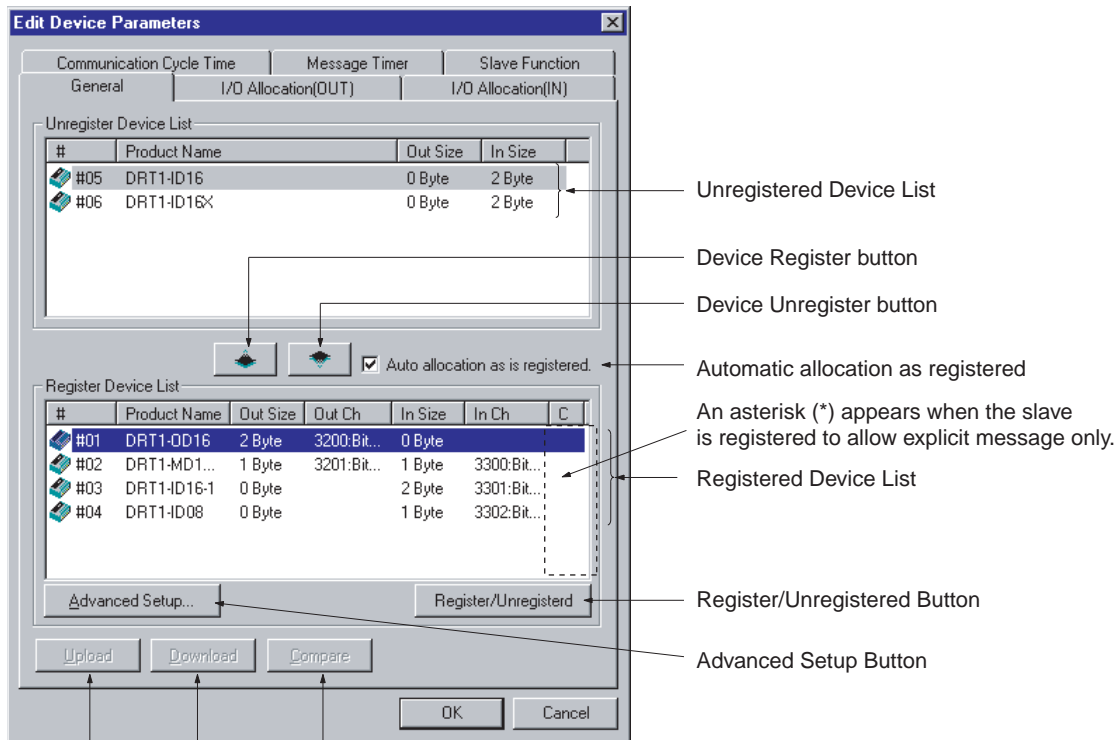 Edit Device Parameters
Communication Cycle Time Message Timer Slave Function
General I/O Allocation(OUT) I/O Allocation(IN)
Unregister Device List
# Product Name Out Size In Size
#05 DRT1-ID16 0 Byte 2 Byte
#06 DRT1-ID16X 0 Byte 2 Byte
Unregistered Device List
Device Register button
Device Unregister button
Auto allocation as is registered.
Automatic allocation as registered
Register Device List
# Product Name Out Size Out Ch In Size In Ch C
#01 DRT1-OD16 2 Byte 3200:Bit... 0 Byte
#02 DRT1-MD1... 1 Byte 3201:Bit... 1 Byte 3300:Bit...
#03 DRT1-ID16-1 0 Byte 2 Byte 3301:Bit...
#04 DRT1-ID08 0 Byte 1 Byte 3302:Bit...
An asterisk (*) appears when the slave
is registered to allow explicit message only.
Registered Device List
Advanced Setup... Register/Unregisterd
Register/Unregistered Button
Advanced Setup Button
Upload Download Compare
OK Cancel